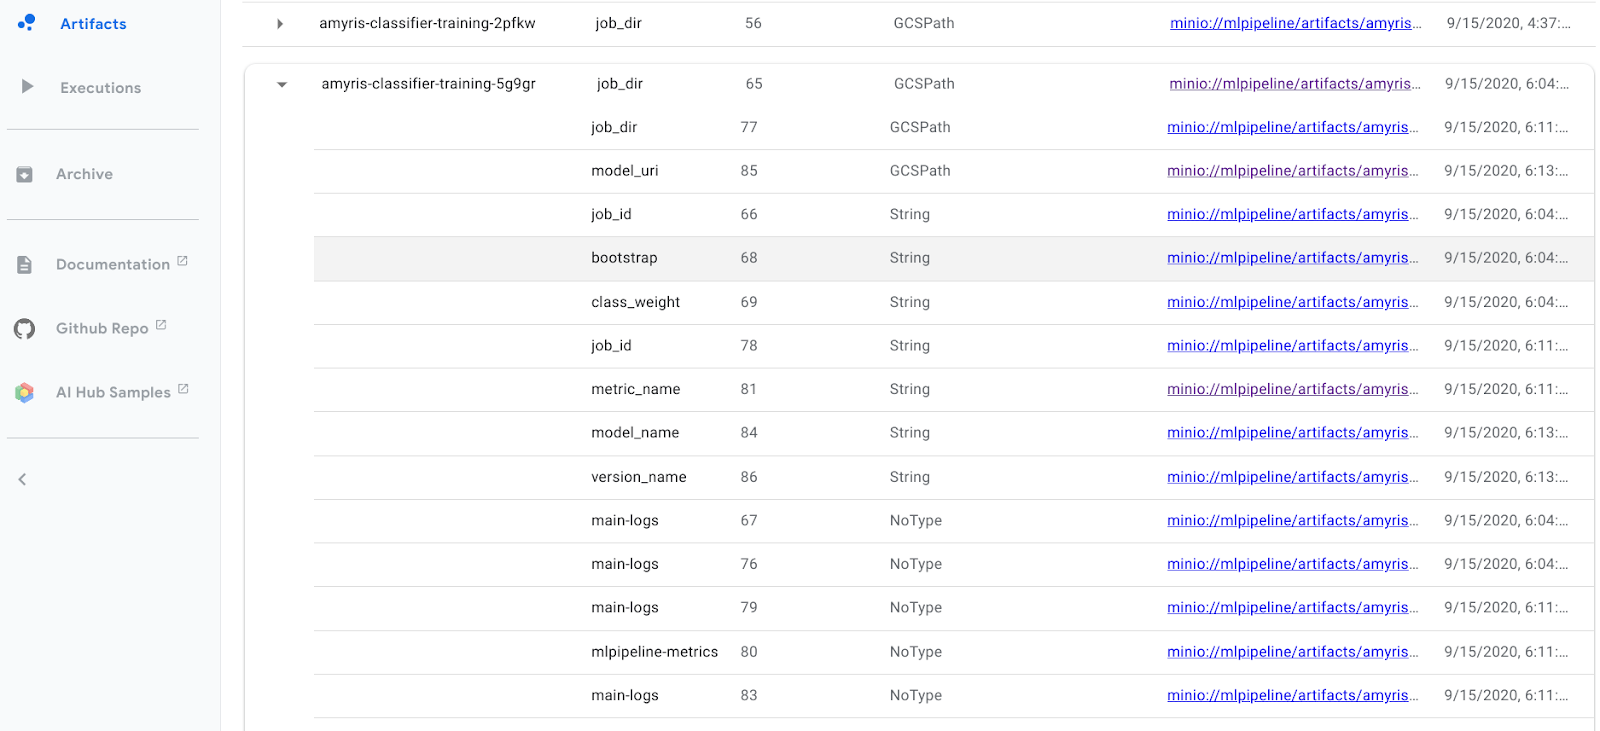 Artifacts
Executions
Archive
Documentation
Github Repo
AI Hub Samples
amyris-classifier-training-2pfkw job_dir 56 GCSPath minio://mlpipeline/artifacts/amyris... 9/15/2020, 4:37:...
amyris-classifier-training-5g9gr job_dir 65 GCSPath minio://mlpipeline/artifacts/amyris... 9/15/2020, 6:04:...
job_dir 77 GCSPath minio://mlpipeline/artifacts/amyris... 9/15/2020, 6:11:...
model_uri 85 GCSPath minio://mlpipeline/artifacts/amyris... 9/15/2020, 6:13:...
job_id 66 String minio://mlpipeline/artifacts/amyris... 9/15/2020, 6:04:...
bootstrap 68 String minio://mlpipeline/artifacts/amyris... 9/15/2020, 6:04:...
class_weight 69 String minio://mlpipeline/artifacts/amyris... 9/15/2020, 6:04:...
job_id 78 String minio://mlpipeline/artifacts/amyris... 9/15/2020, 6:11:...
metric_name 81 String minio://mlpipeline/artifacts/amyris... 9/15/2020, 6:11:...
model_name 84 String minio://mlpipeline/artifacts/amyris... 9/15/2020, 6:13:...
version_name 86 String minio://mlpipeline/artifacts/amyris... 9/15/2020, 6:13:...
main-logs 67 NoType minio://mlpipeline/artifacts/amyris... 9/15/2020, 6:04:...
main-logs 76 NoType minio://mlpipeline/artifacts/amyris... 9/15/2020, 6:04:...
main-logs 79 NoType minio://mlpipeline/artifacts/amyris... 9/15/2020, 6:11:...
mlpipeline-metrics 80 NoType minio://mlpipeline/artifacts/amyris... 9/15/2020, 6:11:...
main-logs 83 NoType minio://mlpipeline/artifacts/amyris... 9/15/2020, 6:11:...